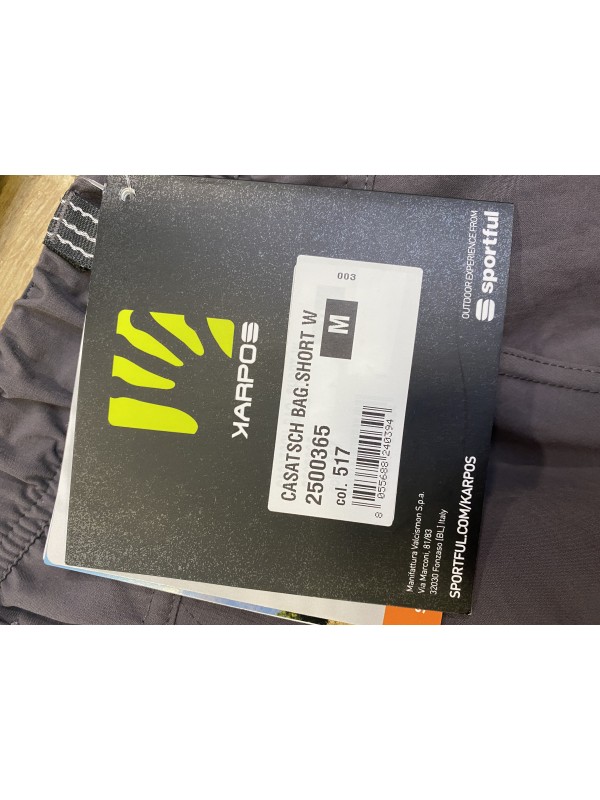 KARPOS
003
CASATSCH BAG.SHORT W
2500365
col. 517
M
8 055688 240394
OUTDOOR EXPERIENCE FROM
sportful
Manifattura Valcismon S.p.a.
Via Marconi, 81/83
32030 Fonzaso (BL) Italy
SPORTFUL.COM/KARPOS